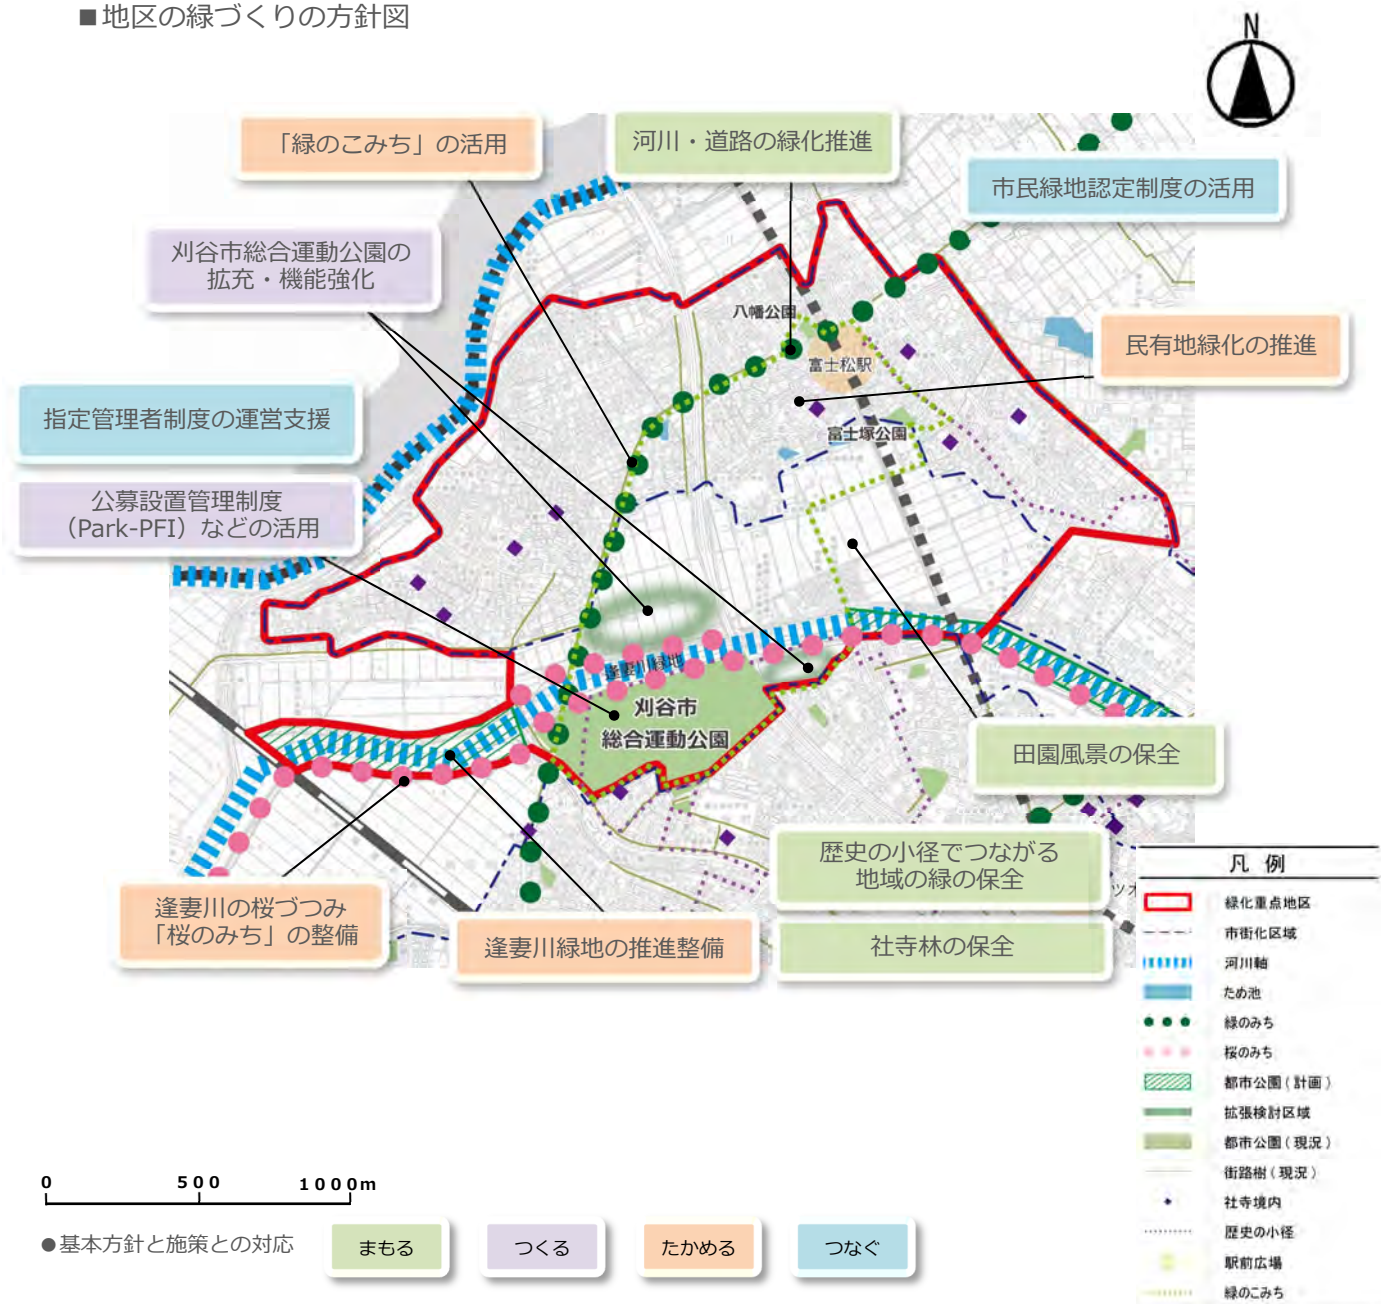 ■地区の緑づくりの方針図
N
「緑のこみち」の活用
河川・道路の緑化推進
市民緑地認定制度の活用
刈谷市総合運動公園の
拡充・機能強化
八幡公園
民有地緑化の推進
富士松駅
指定管理者制度の運営支援
富士塚公園
公募設置管理制度
（Park-PFI）などの活用
逢妻川緑地
刈谷市
総合運動公園
田園風景の保全
歴史の小径でつながる
地域の緑の保全
逢妻川の桜づつみ
「桜のみち」の整備
逢妻川緑地の推進整備
社寺林の保全
ツ木
凡 例
緑化重点地区
市街化区域
河川軸
ため池
緑のみち
桜のみち
都市公園(計画)
拡張検討区域
都市公園(現況)
街路樹(現況)
社寺境内
歴史の小径
駅前広場
緑のこみち
0 500 1000m
●基本方針と施策との対応
まもる
つくる
たかめる
つなぐ